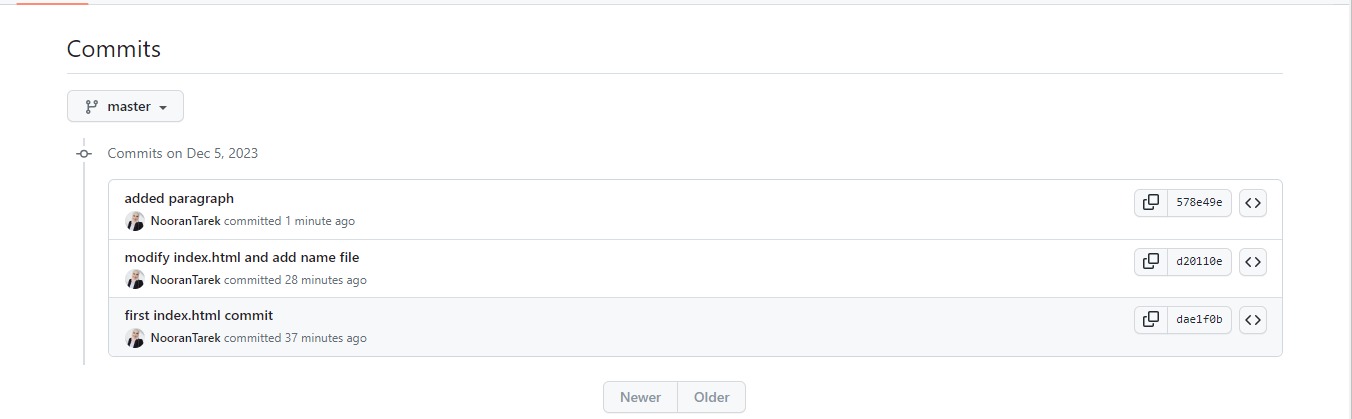 Commits
master
Commits on Dec 5, 2023
added paragraph
NooranTarek committed 1 minute ago
578e49e
modify index.html and add name file
NooranTarek committed 28 minutes ago
d20110e
first index.html commit
NooranTarek committed 37 minutes ago
dae1f0b
Newer Older